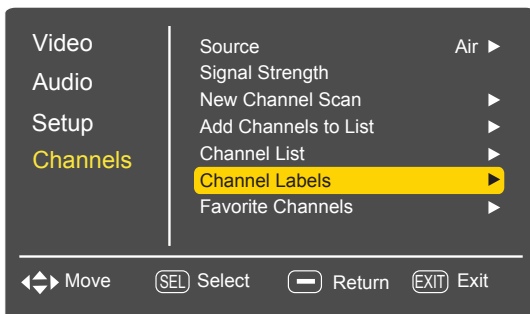 Video
Audio
Setup
Channels
Source Air ▶
Signal Strength
New Channel Scan ▶
Add Channels to List ▶
Channel List ▶
Channel Labels ▶
Favorite Channels ▶
Move SEL Select Return EXIT Exit